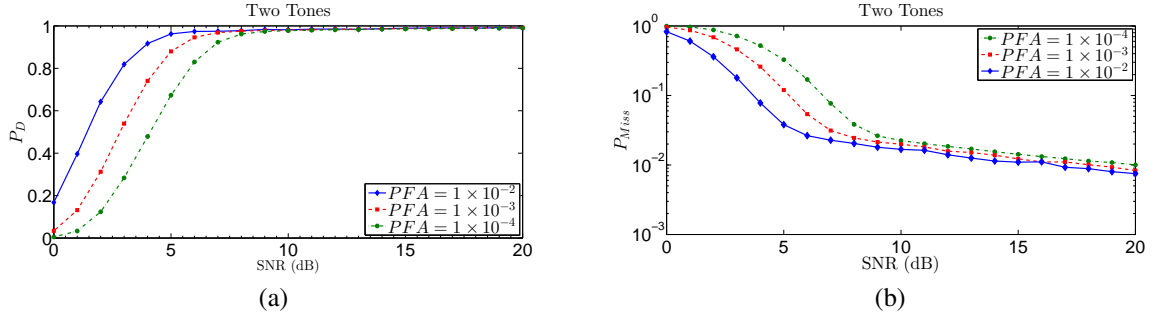 Two Tones
1
0.8
0.6
0.4
0.2
0
P_D
0 5 10 15 20
SNR (dB)
PFA = 1 × 10^{-2}
PFA = 1 × 10^{-3}
PFA = 1 × 10^{-4}
(a)
Two Tones
10^0
10^{-1}
10^{-2}
10^{-3}
P_{Miss}
0 5 10 15 20
SNR (dB)
PFA = 1 × 10^{-4}
PFA = 1 × 10^{-3}
PFA = 1 × 10^{-2}
(b)